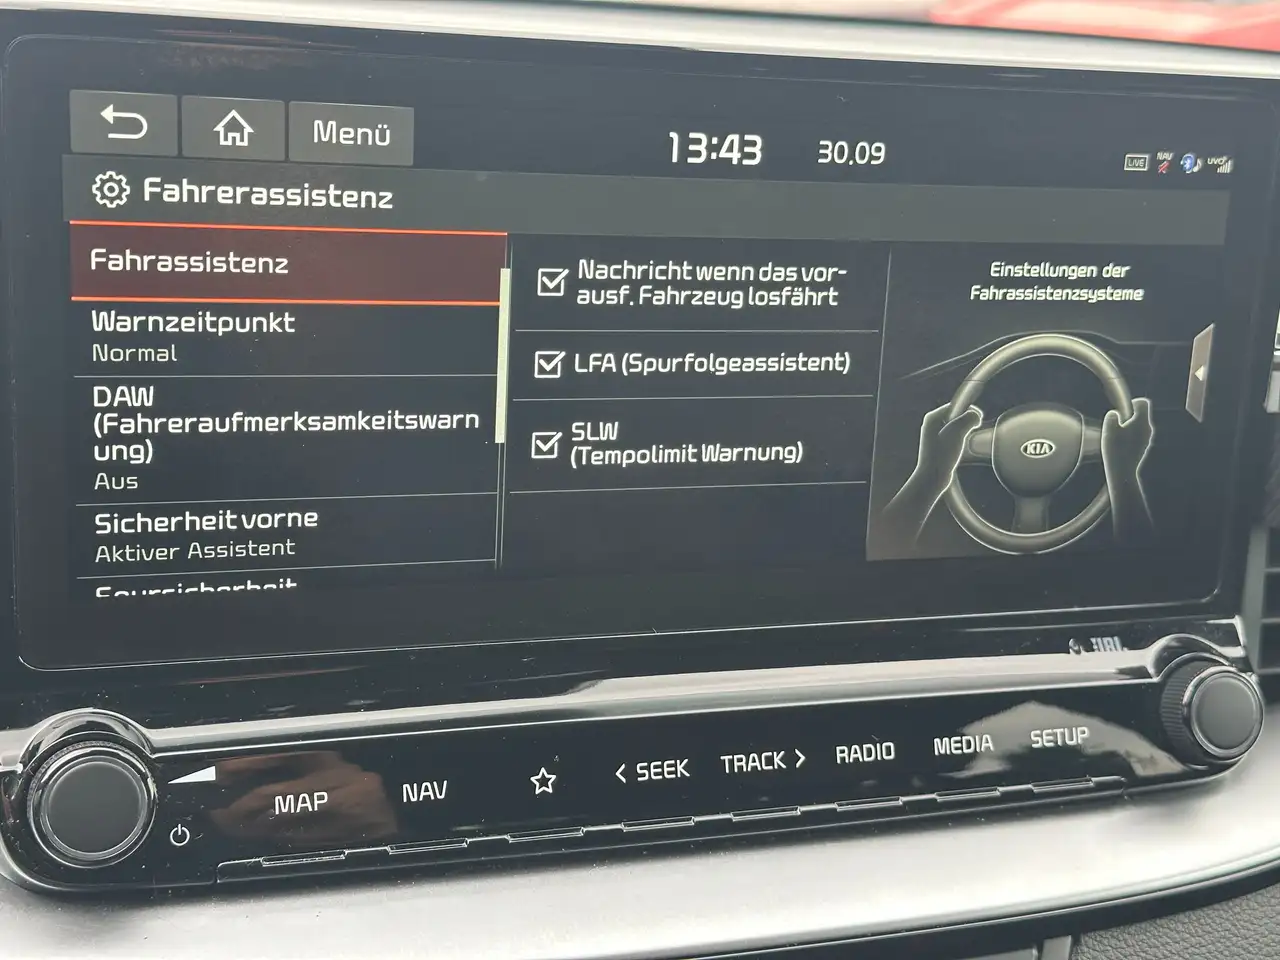 Menü
13:43
30.09
LIVE
NAV
UVO
Fahrerassistenz
Fahrassistenz
Warnzeitpunkt
Normal
DAW
(Fahreraufmerksamkeitswarn
ung)
Aus
Sicherheit vorne
Aktiver Assistent
Nachricht wenn das vor-
ausf. Fahrzeug losfährt
LFA (Spurfolgeassistent)
SLW
(Tempolimit Warnung)
Einstellungen der
Fahrassistenzsysteme
KIA
JBL
MAP
NAV
< SEEK
TRACK >
RADIO
MEDIA
SETUP